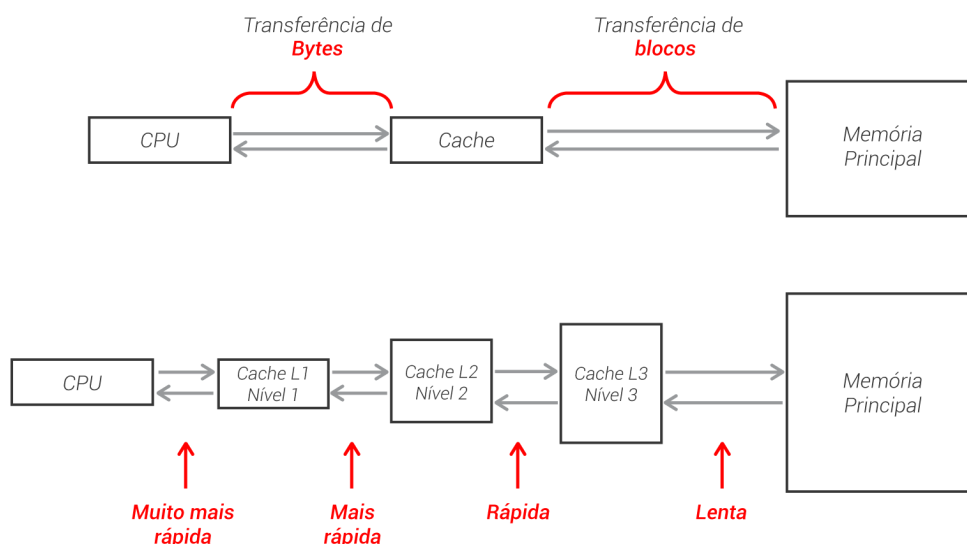 Transferência de
Bytes
Transferência de
blocos
CPU
Cache
Memória
Principal
CPU
Cache L1
Nível 1
Cache L2
Nível 2
Cache L3
Nível 3
Memória
Principal
Muito mais
rápida
Mais
rápida
Rápida
Lenta